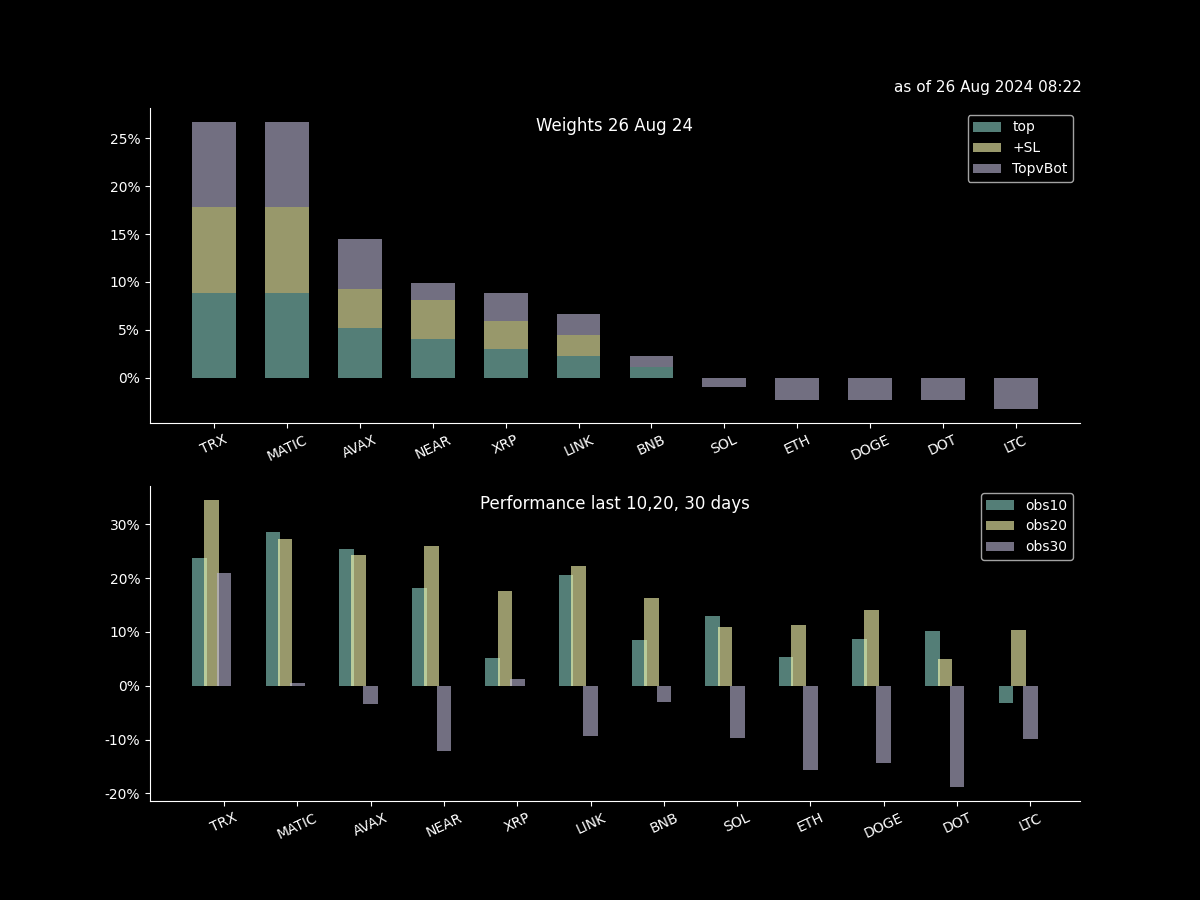 as of 26 Aug 2024 08:22
Weights 26 Aug 24
top
+SL
TopvBot
25%
20%
15%
10%
5%
0%
TRX MATIC AVAX NEAR XRP LINK BNB SOL ETH DOGE DOT LTC
Performance last 10,20, 30 days
obs10
obs20
obs30
30%
20%
10%
0%
-10%
-20%
TRX MATIC AVAX NEAR XRP LINK BNB SOL ETH DOGE DOT LTC